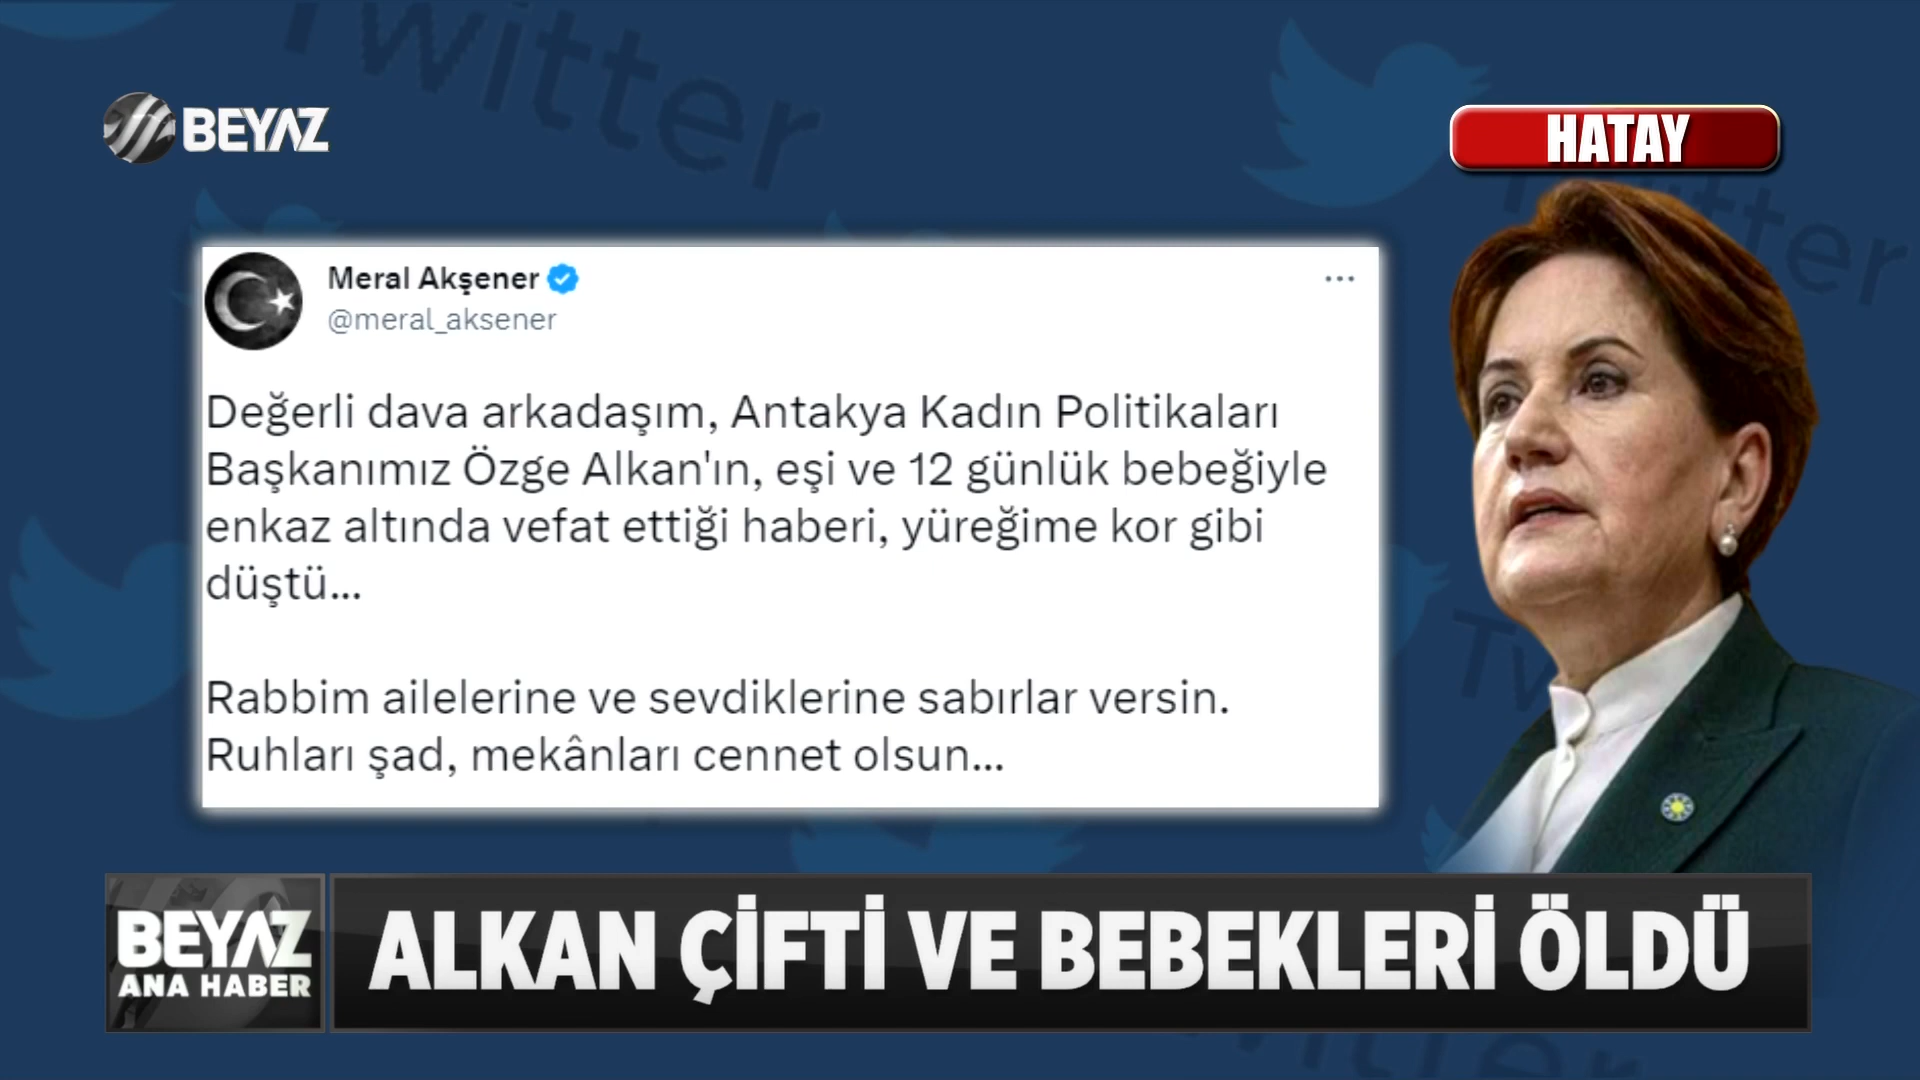 Twitter
BEYAZ
HATAY
Meral Akşener
@meral_aksener
Değerli dava arkadaşım, Antakya Kadın Politikaları
Başkanımız Özge Alkan'ın, eşi ve 12 günlük bebeğiyle
enkaz altında vefat ettiği haberi, yüreğime kor gibi
düştü...
Rabbim ailelerine ve sevdiklerine sabırlar versin.
Ruhları şad, mekânları cennet olsun...
BEYAZ
ANA HABER
ALKAN ÇİFTİ VE BEBEKLERİ ÖLDÜ